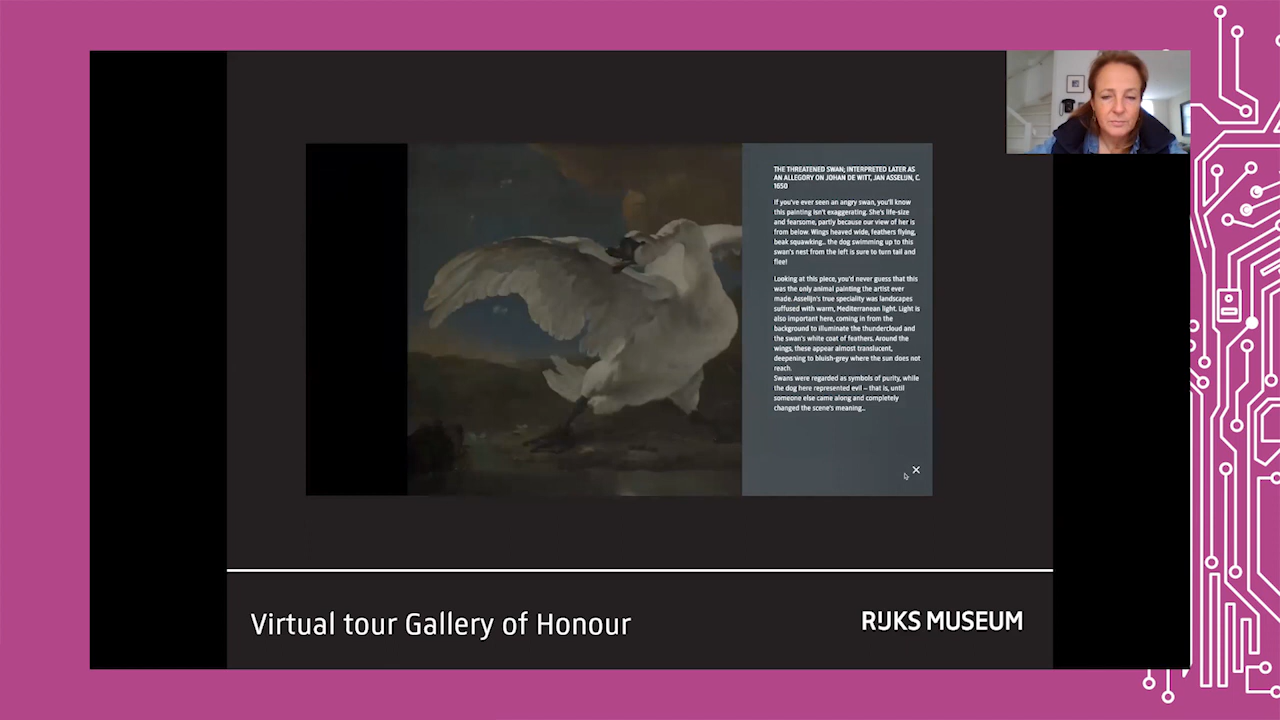 THE THREATENED SWAN; INTERPRETED LATER AS
AN ALLEGORY ON JOHAN DE WITT, JAN ASSELIJN, C.
1650
If you've ever seen an angry swan, you'll know
this painting isn't exaggerating. She's life-size
and fearsome, partly because our view of her is
from below. Wings heaved wide, feathers flying,
beak squawking... the dog swimming up to this
swan's nest from the left is sure to turn tail and
flee!
Looking at this piece, you'd never guess that this
was the only animal painting the artist ever
made. Asselijn's true speciality was landscapes
suffused with warm, Mediterranean light. Light is
also important here, coming in from the
background to illuminate the thundercloud and
the swan's white coat of feathers. Around the
wings, these appear almost translucent,
deepening to bluish-grey where the sun does not
reach.
Swans were regarded as symbols of purity, while
the dog here represented evil – that is, until
someone else came along and completely
changed the scene's meaning...
Virtual tour Gallery of Honour
RIJKS MUSEUM